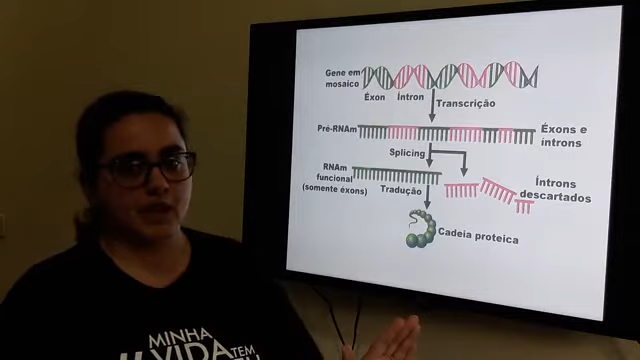 Gene em
mosaico
Éxon Íntron
Transcrição
Pré-RNAm
Éxons e
íntrons
Splicing
RNAm
funcional
(somente éxons)
Tradução
Íntrons
descartados
Cadeia proteica
MINHA
VIDA TEM